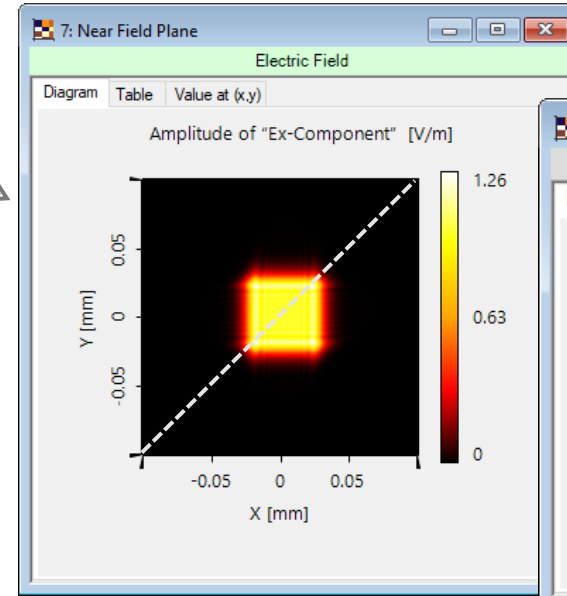 7: Near Field Plane
Electric Field
Diagram Table Value at (x,y)
Amplitude of “Ex-Component” [V/m]
1.26
0.63
0
0.05
0
-0.05
Y [mm]
-0.05 0 0.05
X [mm]